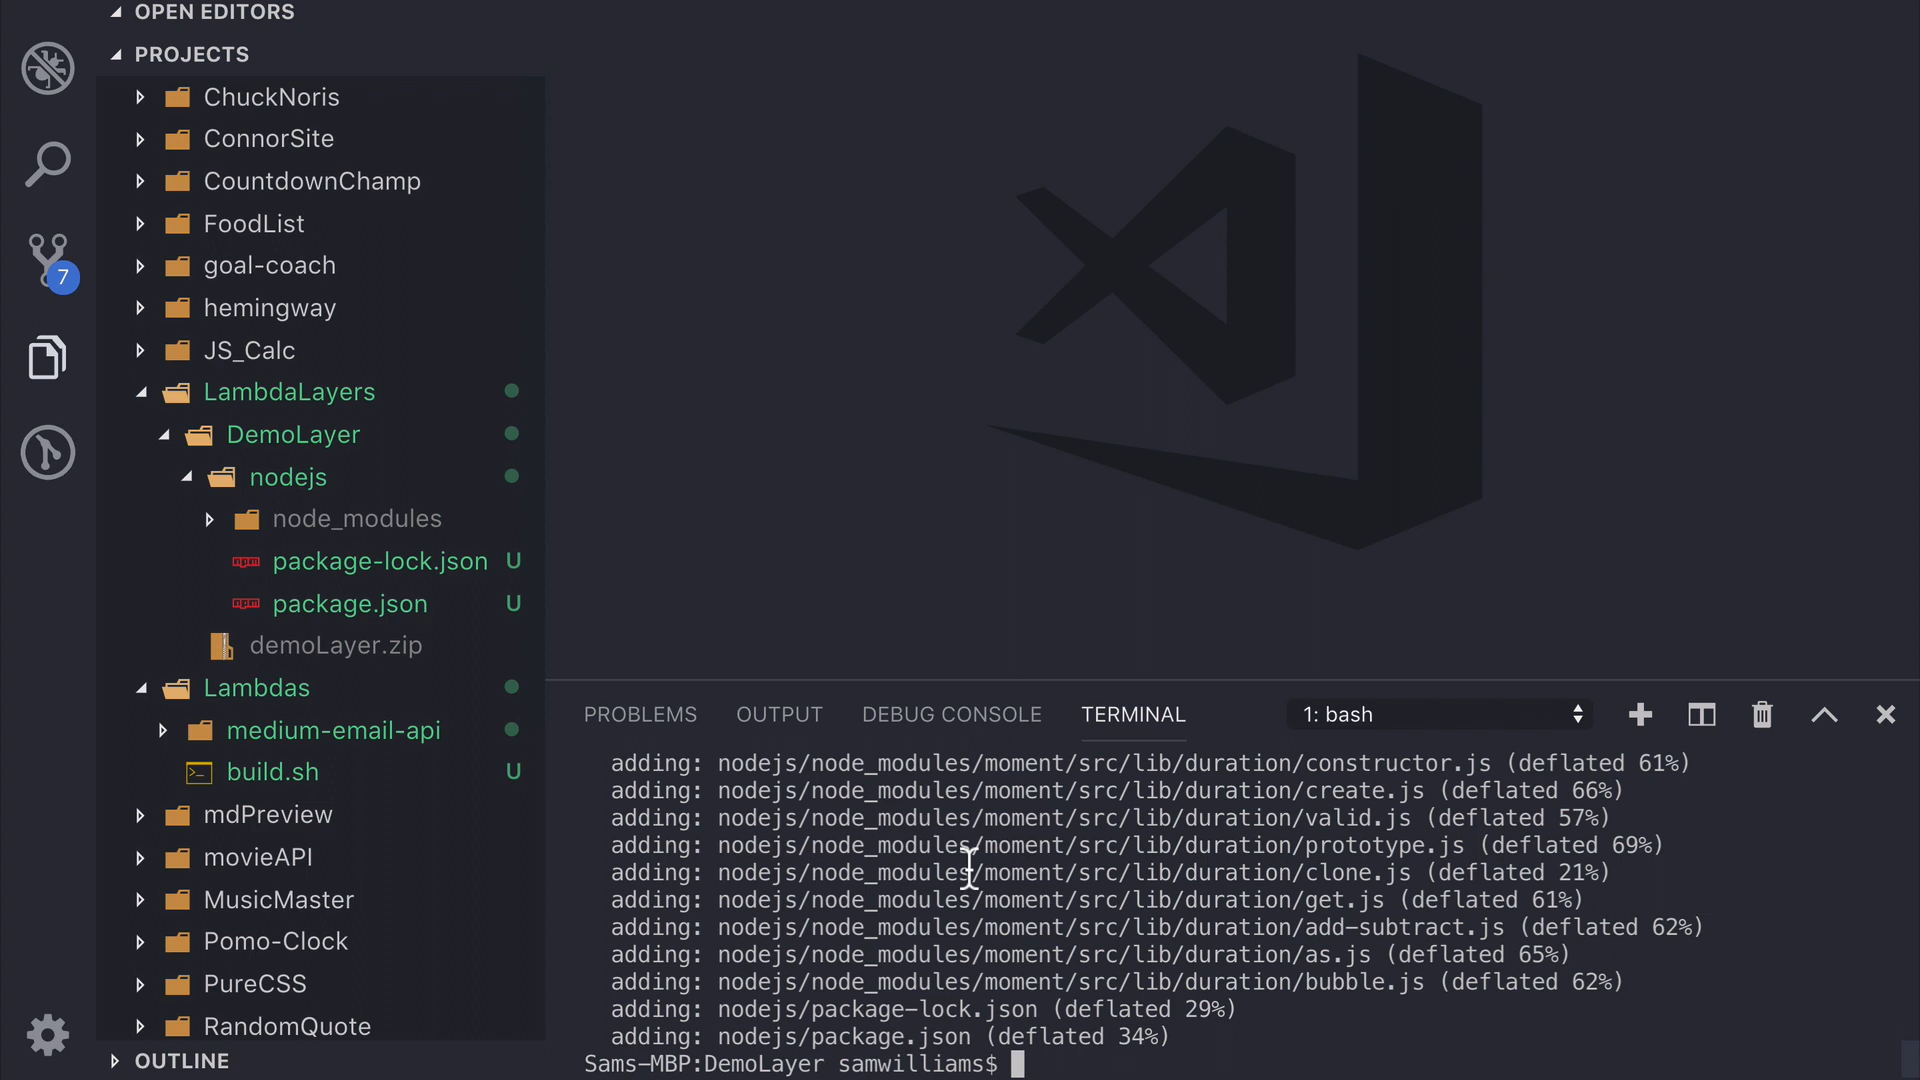 OPEN EDITORS
PROJECTS
ChuckNoris
ConnorSite
CountdownChamp
FoodList
goal-coach
7
hemingway
JS_Calc
LambdaLayers
DemoLayer
nodejs
node_modules
package-lock.json U
package.json U
demoLayer.zip
Lambdas
medium-email-api
build.sh U
mdPreview
movieAPI
MusicMaster
Pomo-Clock
PureCSS
RandomQuote
OUTLINE
PROBLEMS OUTPUT DEBUG CONSOLE TERMINAL 1: bash
adding: nodejs/node_modules/moment/src/lib/duration/constructor.js (deflated 61%)
adding: nodejs/node_modules/moment/src/lib/duration/create.js (deflated 66%)
adding: nodejs/node_modules/moment/src/lib/duration/valid.js (deflated 57%)
adding: nodejs/node_modules/moment/src/lib/duration/prototype.js (deflated 69%)
adding: nodejs/node_modules/moment/src/lib/duration/clone.js (deflated 21%)
adding: nodejs/node_modules/moment/src/lib/duration/get.js (deflated 61%)
adding: nodejs/node_modules/moment/src/lib/duration/add-subtract.js (deflated 62%)
adding: nodejs/node_modules/moment/src/lib/duration/as.js (deflated 65%)
adding: nodejs/node_modules/moment/src/lib/duration/bubble.js (deflated 62%)
adding: nodejs/package-lock.json (deflated 29%)
adding: nodejs/package.json (deflated 34%)
Sams-MBP:DemoLayer samwilliams$